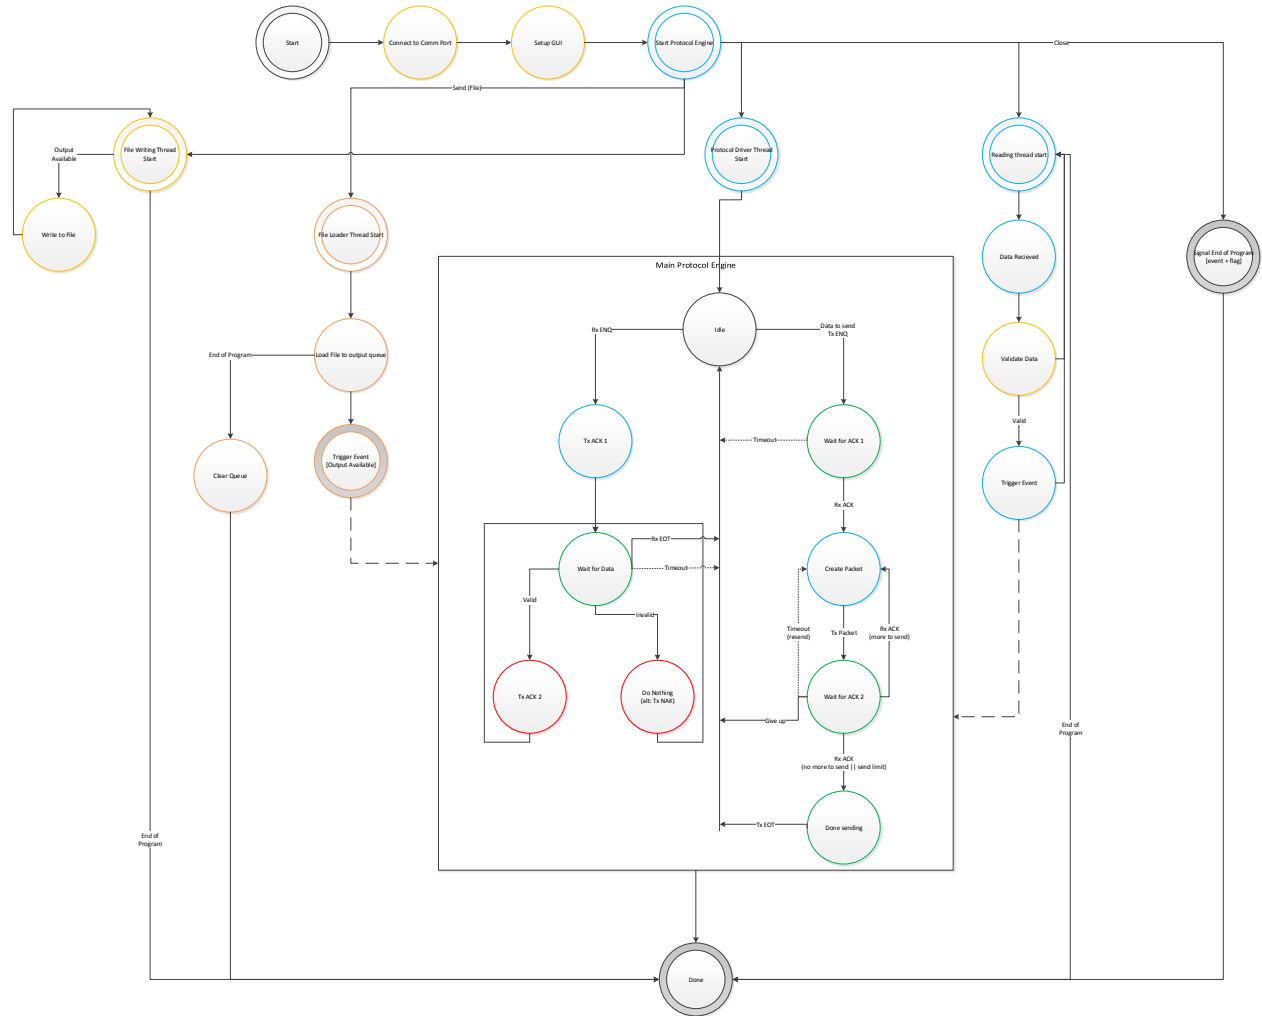 Start
Connect to Comm Port
Setup GUI
Start Protocol Engine
Close
Send (File)
File Writing Thread
Start
Output
Available
Protocol Driver Thread
Start
Reading thread start
Write to File
File Loader Thread Start
Data Recieved
Signal End of Program
[event + flag]
Main Protocol Engine
Idle
Rx ENQ
Data to send
Tx ENQ
End of Program
Load File to output queue
Validate Data
Valid
Tx ACK 1
Timeout
Wait for ACK 1
Trigger Event
[Output Available]
Clear Queue
Trigger Event
Rx ACK
Rx EOT
Wait for Data
Timeout
Create Packet
Valid
Invalid
Timeout
(resend)
Tx Packet
Rx ACK
(more to send)
Tx ACK 2
Do Nothing
(alt: Tx NAK)
Wait for ACK 2
Give up
End of
Program
Rx ACK
(no more to send || send limit)
Tx EOT
Done sending
End of
Program
Done